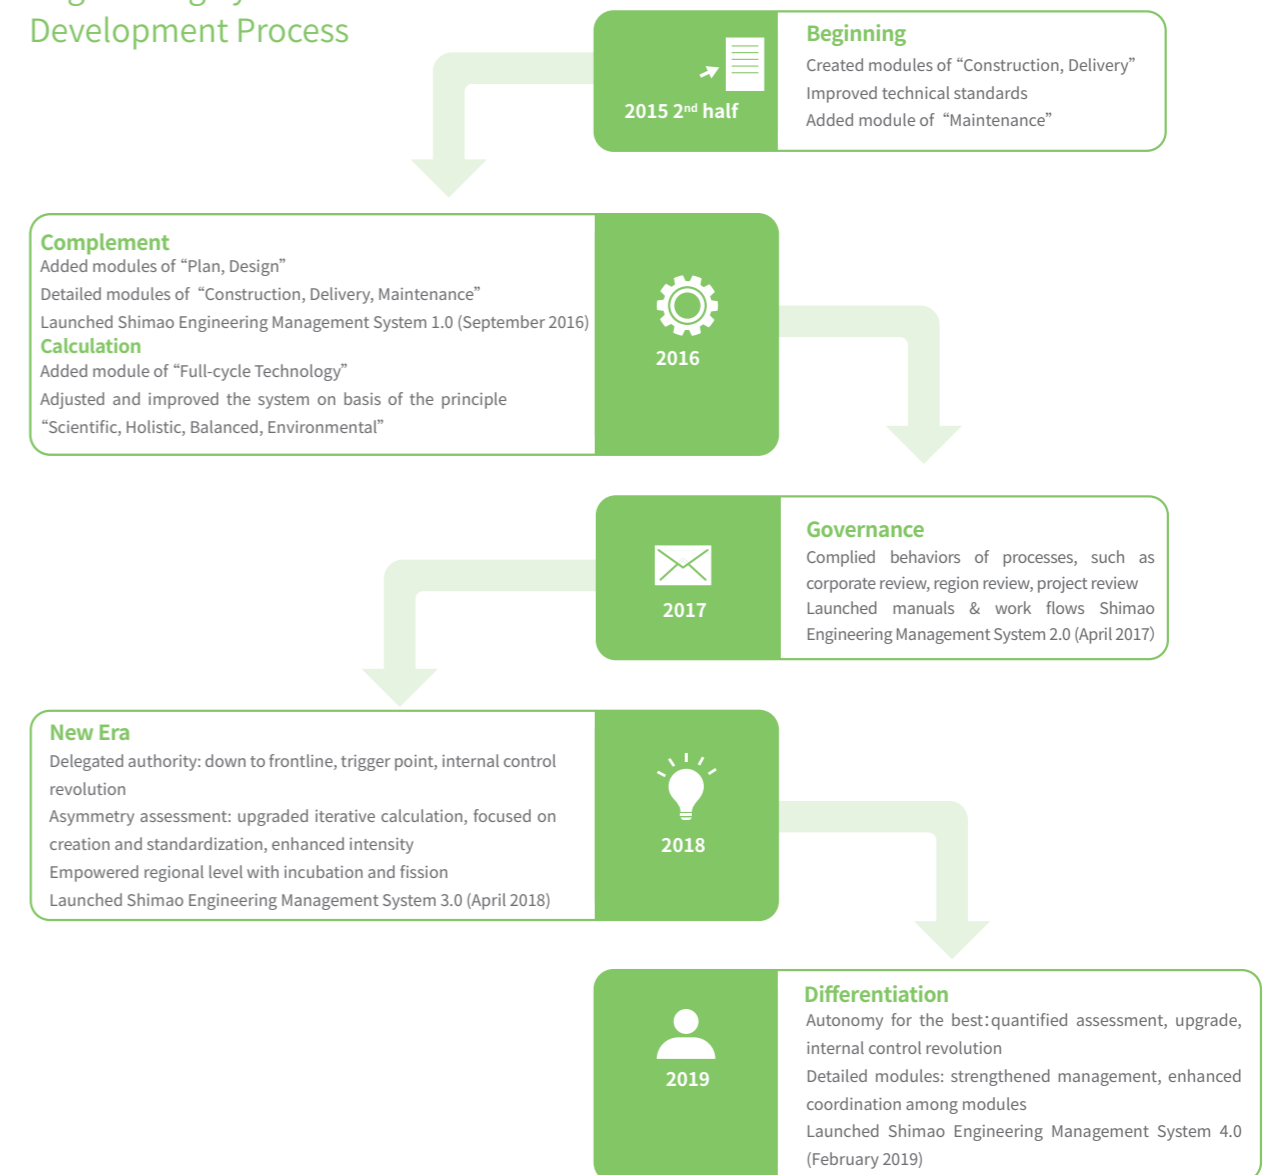 Development Process
2015 2nd half
Beginning
Created modules of “Construction, Delivery”
Improved technical standards
Added module of “Maintenance”
Complement
Added modules of “Plan, Design”
Detailed modules of “Construction, Delivery, Maintenance”
Launched Shimao Engineering Management System 1.0 (September 2016)
Calculation
Added module of “Full-cycle Technology”
Adjusted and improved the system on basis of the principle
“Scientific, Holistic, Balanced, Environmental”
2016
2017
Governance
Complied behaviors of processes, such as
corporate review, region review, project review
Launched manuals & work flows Shimao
Engineering Management System 2.0 (April 2017)
New Era
Delegated authority: down to frontline, trigger point, internal control
revolution
Asymmetry assessment: upgraded iterative calculation, focused on
creation and standardization, enhanced intensity
Empowered regional level with incubation and fission
Launched Shimao Engineering Management System 3.0 (April 2018)
2018
2019
Differentiation
Autonomy for the best：quantified assessment, upgrade,
internal control revolution
Detailed modules: strengthened management, enhanced
coordination among modules
Launched Shimao Engineering Management System 4.0
(February 2019)